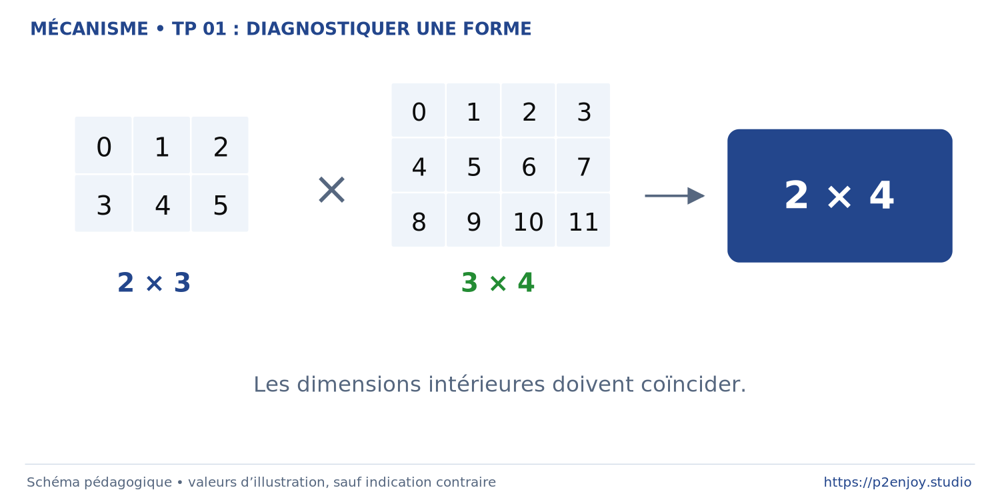 MÉCANISME • TP 01 : DIAGNOSTIQUER UNE FORME
0 1 2
3 4 5
2 × 3
×
0 1 2 3
4 5 6 7
8 9 10 11
3 × 4
2 × 4
Les dimensions intérieures doivent coïncider.
Schéma pédagogique • valeurs d’illustration, sauf indication contraire
https://p2enjoy.studio